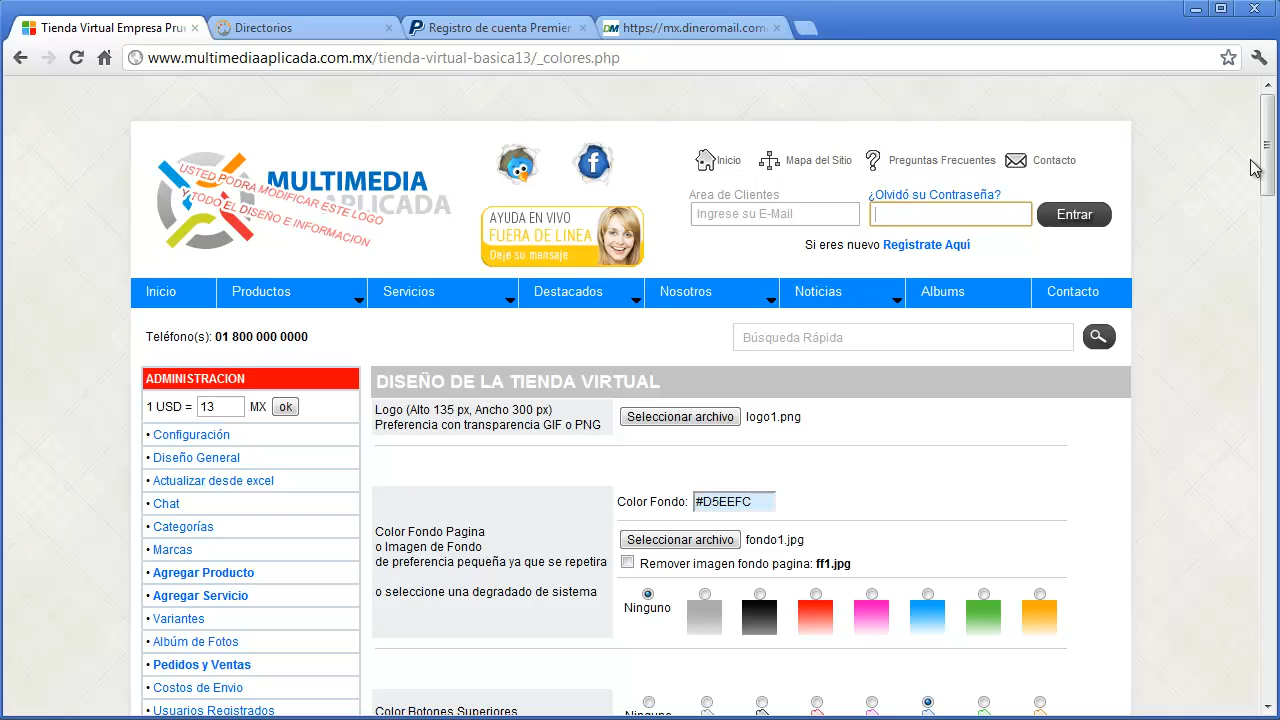 Tienda Virtual Empresa Pru
Directorios
Registro de cuenta Premier
DM https://mx.dineromail.com
www.multimediaaplicada.com.mx/tienda-virtual-basica13/_colores.php
MULTIMEDIA
APLICADA
USTED PODRA MODIFICAR ESTE LOGO
Y TODO EL DISEÑO E INFORMACION
AYUDA EN VIVO
FUERA DE LINEA
Deje su mensaje
Inicio Mapa del Sitio Preguntas Frecuentes Contacto
Area de Clientes ¿Olvidó su Contraseña?
Ingrese su E-Mail Entrar
Si eres nuevo Registrate Aqui
Inicio Productos Servicios Destacados Nosotros Noticias Albums Contacto
Teléfono(s): 01 800 000 0000
Búsqueda Rápida
ADMINISTRACION
1 USD = 13 MX ok
• Configuración
• Diseño General
• Actualizar desde excel
• Chat
• Categorías
• Marcas
• Agregar Producto
• Agregar Servicio
• Variantes
• Albúm de Fotos
• Pedidos y Ventas
• Costos de Envio
• Usuarios Registrados
DISEÑO DE LA TIENDA VIRTUAL
Logo (Alto 135 px, Ancho 300 px)
Preferencia con transparencia GIF o PNG
Seleccionar archivo logo1.png
Color Fondo Pagina
o Imagen de Fondo
de preferencia pequeña ya que se repetira
o seleccione una degradado de sistema
Color Fondo: #D5EEFC
Seleccionar archivo fondo1.jpg
Remover imagen fondo pagina: ff1.jpg
Ninguno
Color Botones Superiores
Ninguno